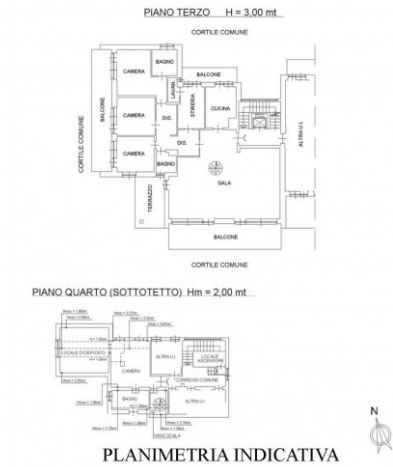 PIANO TERZO H = 3,00 mt
CORTILE COMUNE
BAGNO
CAMERA
BALCONE
LAVAN.
STIRERIA
CUCINA
BALCONE
CAMERA
DIS.
ALTRA U.I.
CORTILE COMUNE
DIS.
CAMERA
BAGNO
SALA
TERRAZZO
BALCONE
CORTILE COMUNE
PIANO QUARTO (SOTTOTETTO) Hm = 2,00 mt
LOCALE DI DEPOSITO
CAMERA
ALTRA U.I.
LOCALE
ASCENSORE
CORRIDOIO COMUNE
BAGNO
ALTRA U.I.
VANO SCALA
N
PLANIMETRIA INDICATIVA